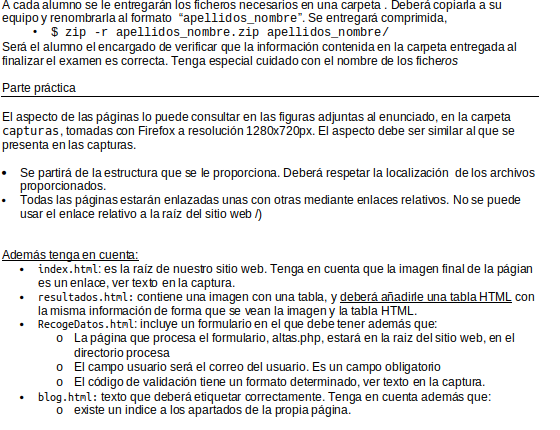 A cada alumno se le entregarán los ficheros necesarios en una carpeta . Deberá copiarla a su
equipo y renombrarla al formato “apellidos_nombre”. Se entregará comprimida,
• $ zip -r apellidos_nombre.zip apellidos_nombre/
Será el alumno el encargado de verificar que la información contenida en la carpeta entregada al
finalizar el examen es correcta. Tenga especial cuidado con el nombre de los ficheros
Parte práctica
El aspecto de las páginas lo puede consultar en las figuras adjuntas al enunciado, en la carpeta
capturas, tomadas con Firefox a resolución 1280x720px. El aspecto debe ser similar al que se
presenta en las capturas.
• Se partirá de la estructura que se le proporciona. Deberá respetar la localización de los archivos
proporcionados.
• Todas las páginas estarán enlazadas unas con otras mediante enlaces relativos. No se puede
usar el enlace relativo a la raíz del sitio web /)
Además tenga en cuenta:
• index.html: es la raíz de nuestro sitio web. Tenga en cuenta que la imagen final de la págian
es un enlace, ver texto en la captura.
• resultados.html: contiene una imagen con una tabla, y deberá añadirle una tabla HTML con
la misma información de forma que se vean la imagen y la tabla HTML.
• RecogeDatos.html: incluye un formulario en el que debe tener además que:
o La página que procesa el formulario, altas.php, estará en la raiz del sitio web, en el
directorio procesa
o El campo usuario será el correo del usuario. Es un campo obligatorio
o El código de validación tiene un formato determinado, ver texto en la captura.
• blog.html: texto que deberá etiquetar correctamente. Tenga en cuenta además que:
o existe un indice a los apartados de la propia página.